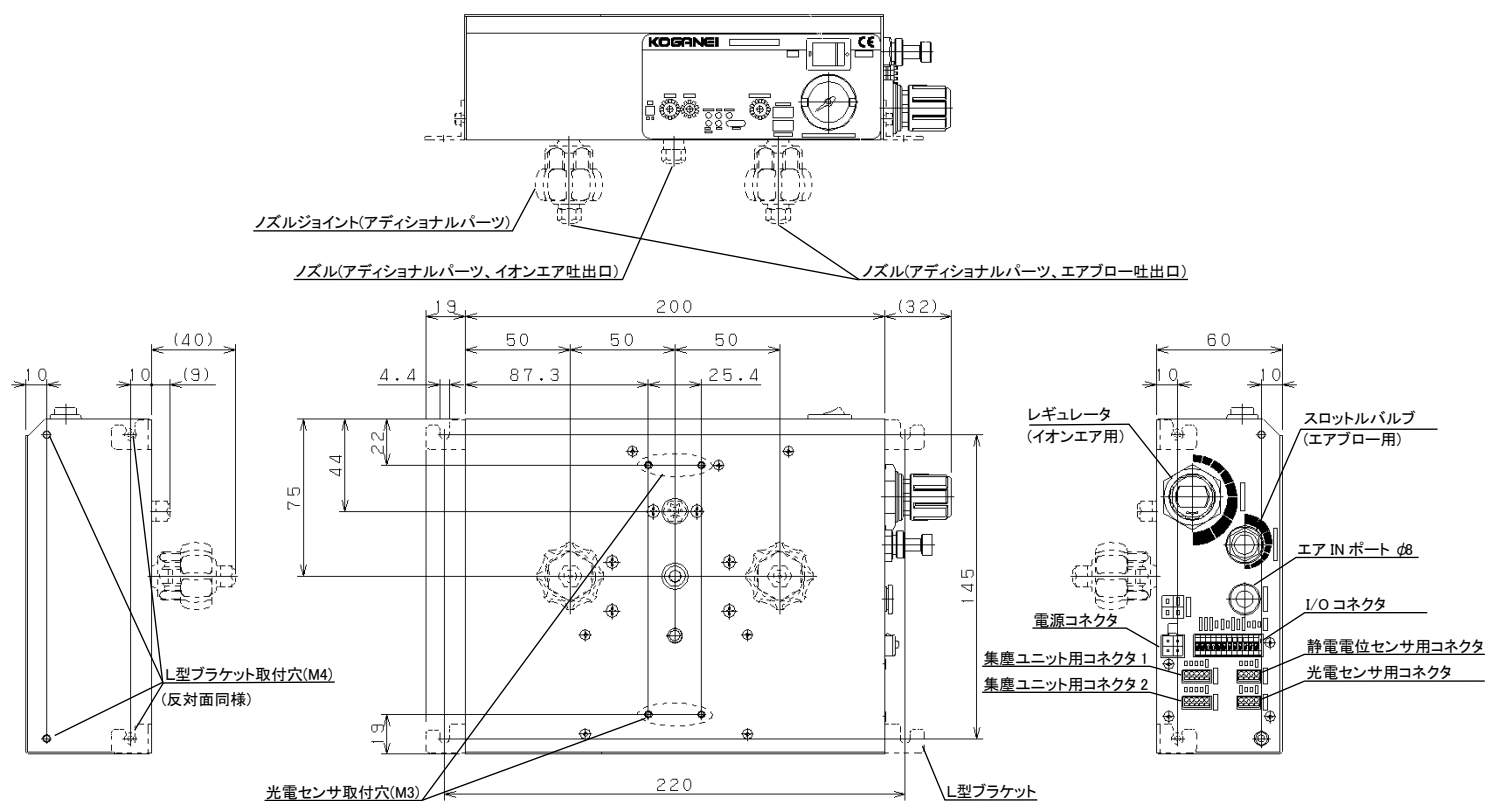 KOGANEI
CE
ノズルジョイント(アディショナルパーツ)
ノズル(アディショナルパーツ、イオンエア吐出口)
ノズル(アディショナルパーツ、エアブロー吐出口)
(40)
10
10
(9)
L型ブラケット取付穴(M4)
(反対面同様)
19
200
(32)
50
50
50
4.4
87.3
25.4
22
44
75
145
19
220
光電センサ取付穴(M3)
L型ブラケット
60
10
10
レギュレータ
(イオンエア用)
スロットルバルブ
(エアブロー用)
エア IN ポート φ8
I/O コネクタ
電源コネクタ
静電電位センサ用コネクタ
集塵ユニット用コネクタ 1
光電センサ用コネクタ
集塵ユニット用コネクタ 2